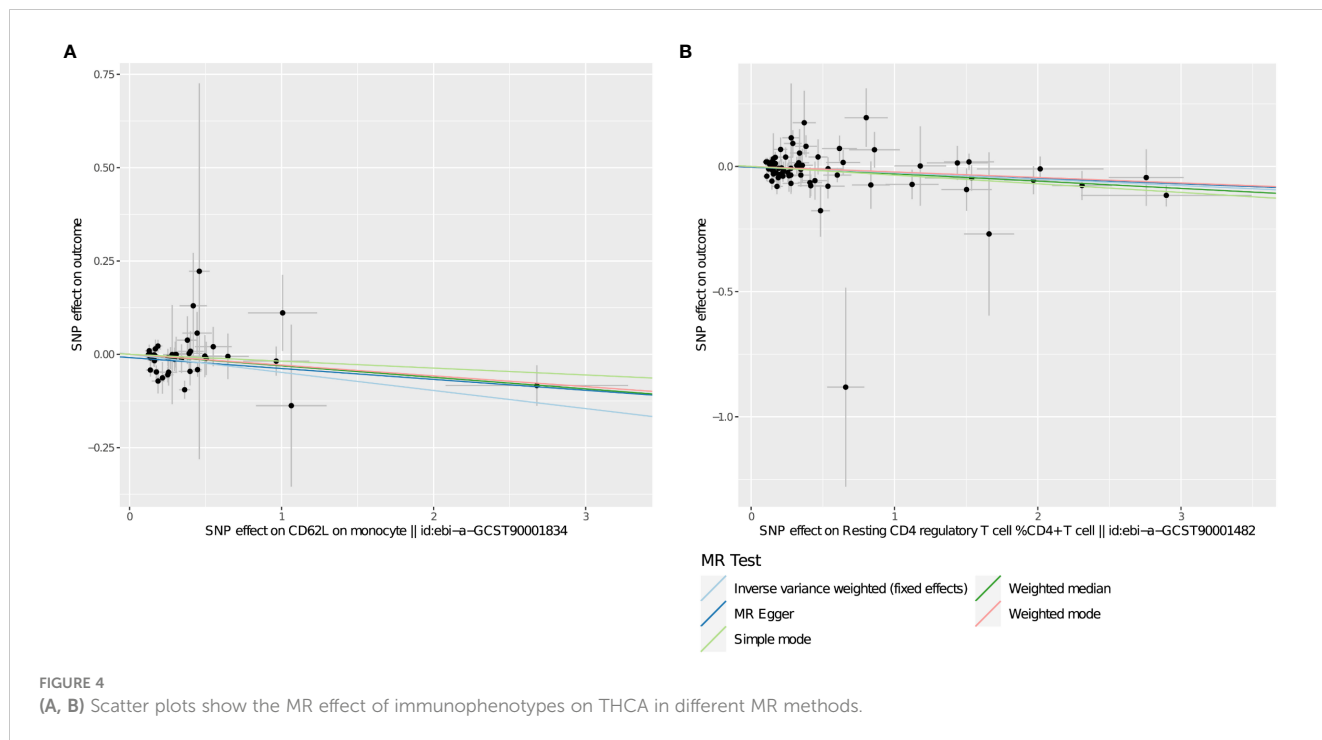 A
0.75
0.50
0.25
0.00
−0.25
SNP effect on outcome
0
1
2
3
SNP effect on CD62L on monocyte || id:ebi−a−GCST90001834
B
0.0
−0.5
−1.0
SNP effect on outcome
0
1
2
3
SNP effect on Resting CD4 regulatory T cell %CD4+T cell || id:ebi−a−GCST90001482
MR Test
Inverse variance weighted (fixed effects)
MR Egger
Simple mode
Weighted median
Weighted mode
FIGURE 4
(A, B) Scatter plots show the MR effect of immunophenotypes on THCA in different MR methods.